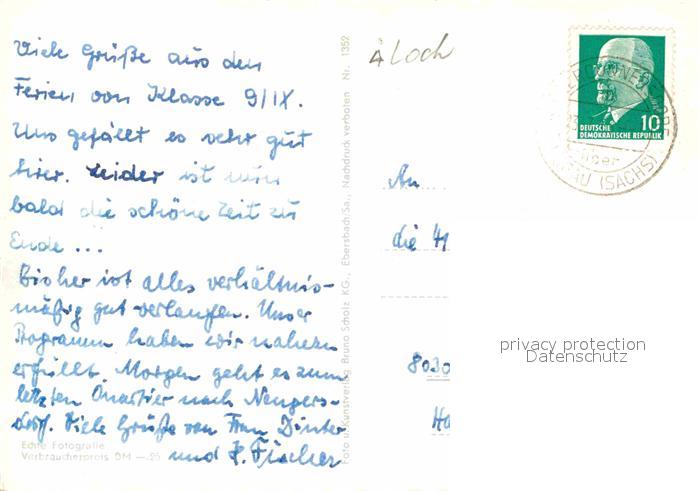 Viele Grüße aus den
Ferien von Klasse 9/IX.
Uns gefällt es sehr gut
hier. Leider ist nun
bald die schöne Zeit zu
Ende ...
Bisher ist alles verhältnis-
mäßig gut verlaufen. Unser
Programm haben wir nahezu
erfüllt. Morgen geht es zum
letzten Quartier nach Neugers-
dorf. Viele Grüße von Frau
und F. Fischer
Echte Fotografie
Verbraucherpreis DM —.25
Foto u. Kunstverlag Bruno Scholz KG., Ebersbach/Sa., Nachdruck verboten Nr. 1352
4 Loch
DEUTSCHE
DEMOKRATISCHE REPUBLIK
10
über
AU (SACHS)
An
die 41
8030
privacy protection
Datenschutz